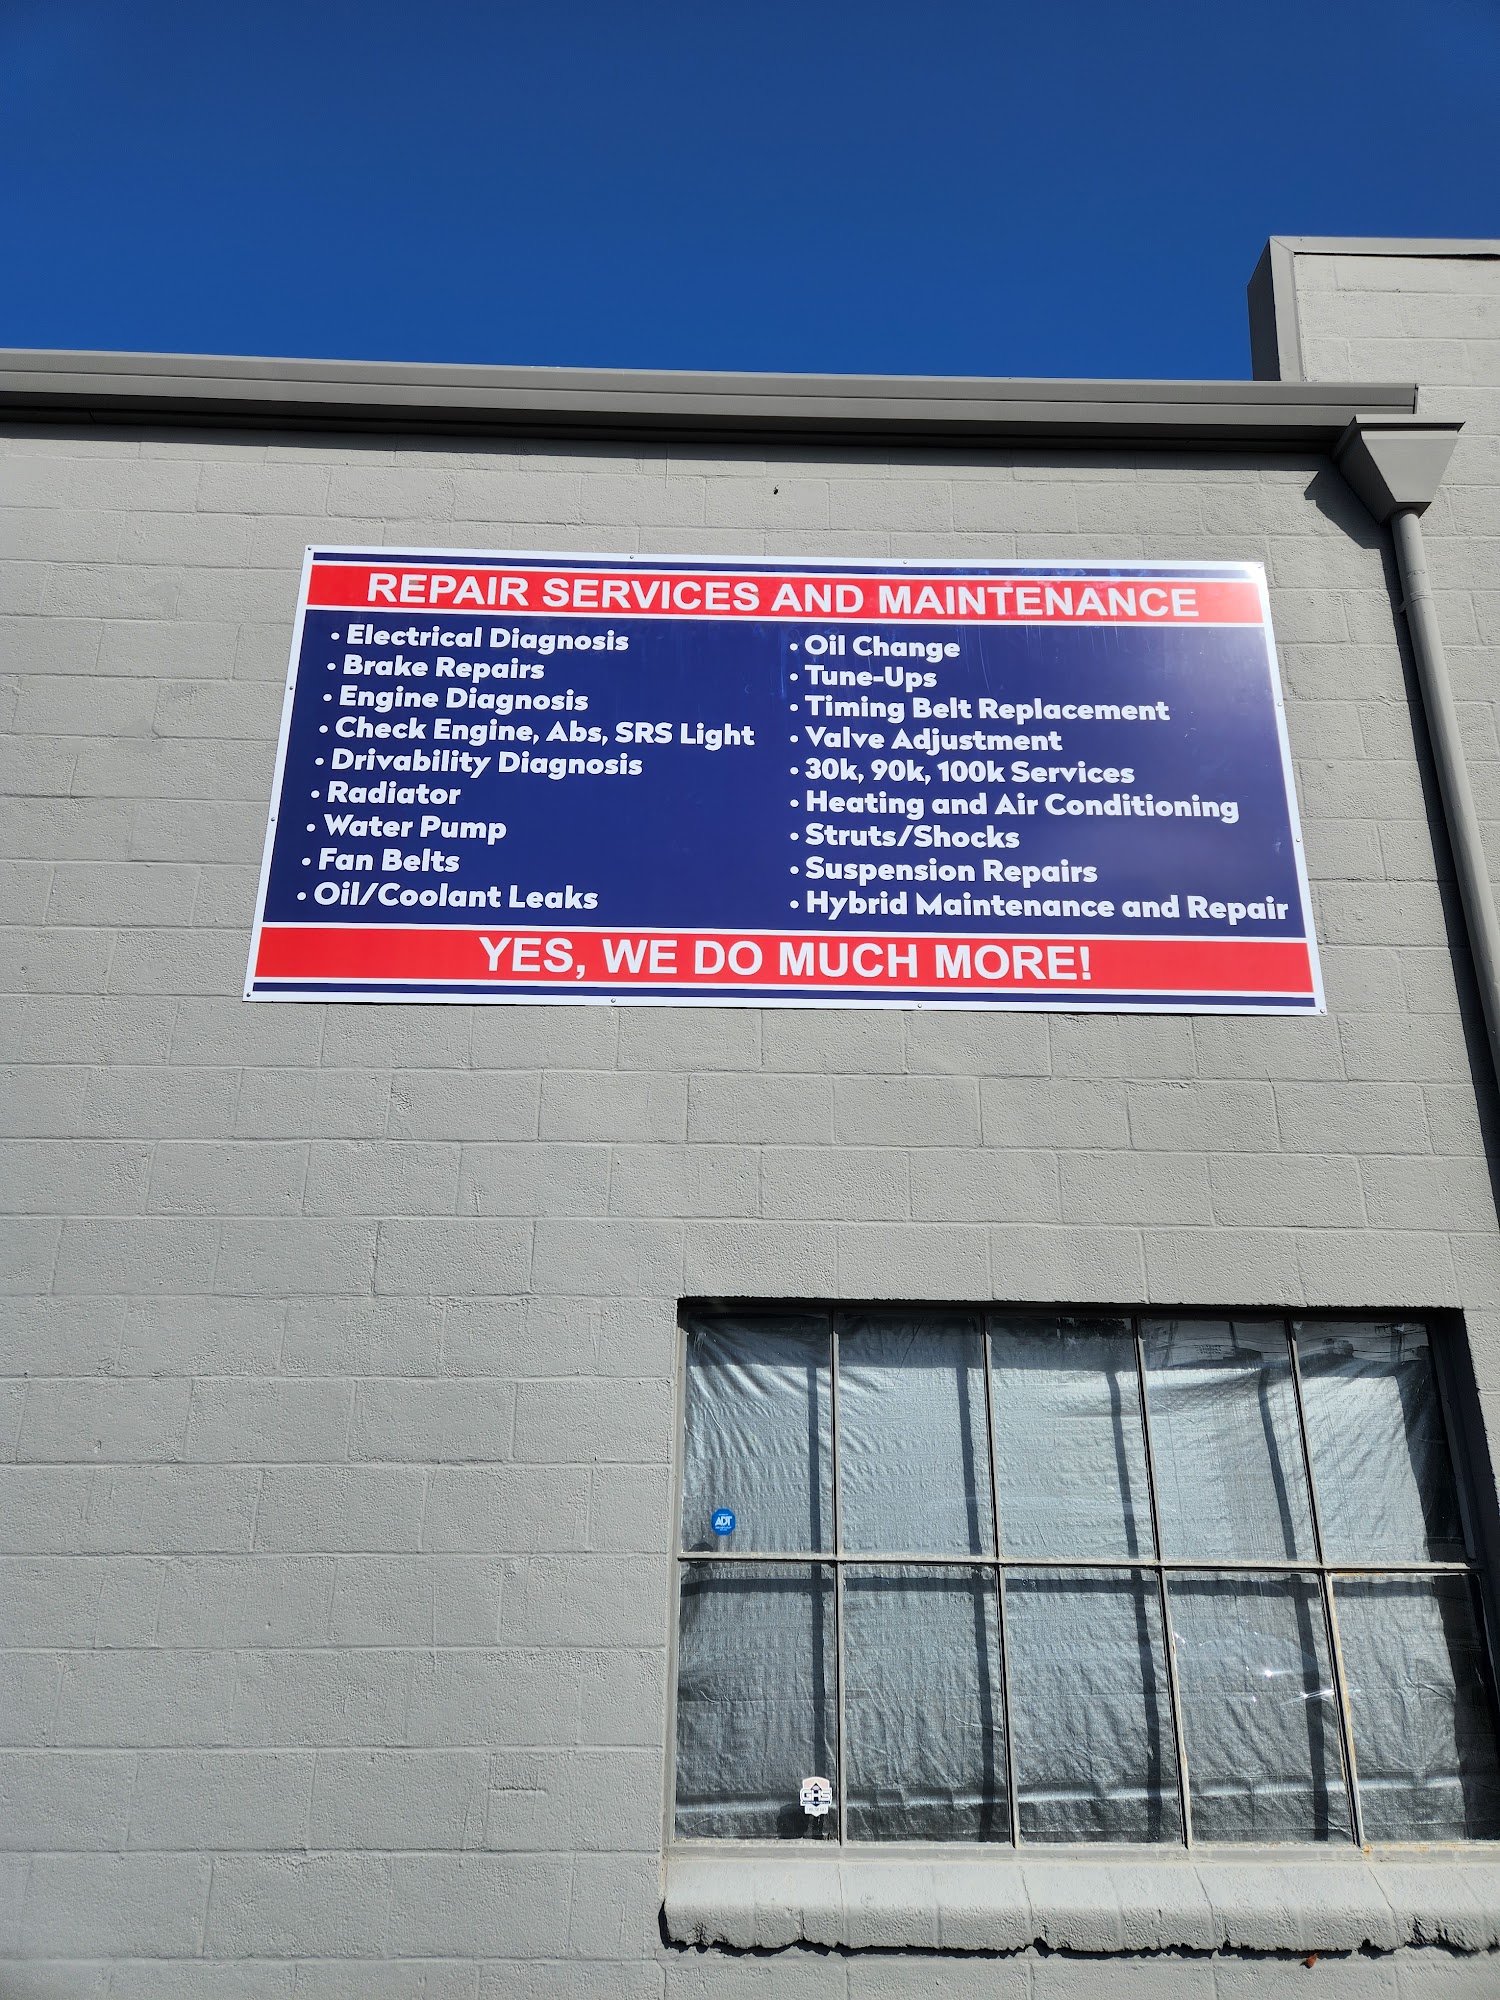 REPAIR SERVICES AND MAINTENANCE
• Electrical Diagnosis
• Brake Repairs
• Engine Diagnosis
• Check Engine, Abs, SRS Light
• Drivability Diagnosis
• Radiator
• Water Pump
• Fan Belts
• Oil/Coolant Leaks
• Oil Change
• Tune-Ups
• Timing Belt Replacement
• Valve Adjustment
• 30k, 90k, 100k Services
• Heating and Air Conditioning
• Struts/Shocks
• Suspension Repairs
• Hybrid Maintenance and Repair
YES, WE DO MUCH MORE!
ADT